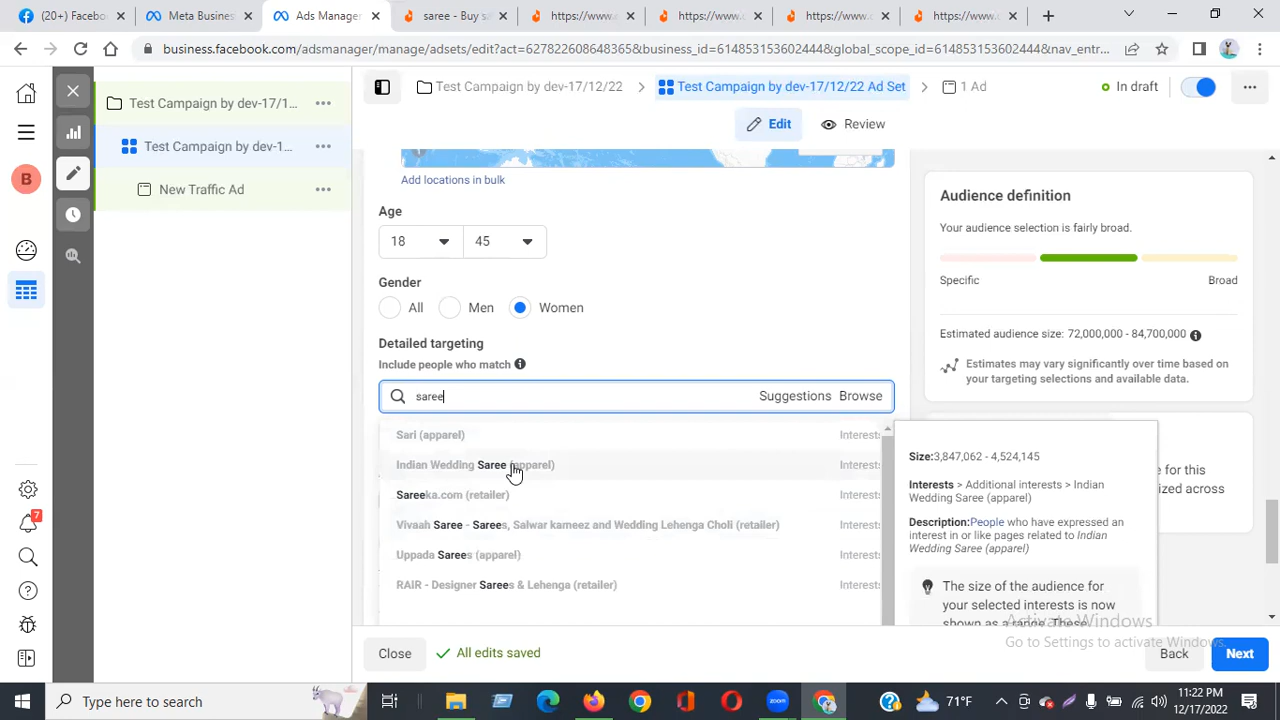 (20+) Facebo
Meta Business
Ads Manager
saree - Buy sar
https://www.a
https://www.
https://www.
https://www.
business.facebook.com/adsmanager/manage/adsets/edit?act=627822608648365&business_id=614853153602444&global_scope_id=614853153602444&nav_entr...
Test Campaign by dev-17/1...
Test Campaign by dev-1...
New Traffic Ad
Test Campaign by dev-17/12/22
Test Campaign by dev-17/12/22 Ad Set
1 Ad
In draft
Edit
Review
B
7
Add locations in bulk
Age
18
45
Gender
All
Men
Women
Detailed targeting
Include people who match
saree
Suggestions
Browse
Sari (apparel)
Interests
Indian Wedding Saree (apparel)
Interests
Sareeka.com (retailer)
Interests
Vivaah Saree - Sarees, Salwar kameez and Wedding Lehenga Choli (retailer)
Interests
Uppada Sarees (apparel)
Interests
RAIR - Designer Sarees & Lehenga (retailer)
Interests
Audience definition
Your audience selection is fairly broad.
Specific
Broad
Estimated audience size: 72,000,000 - 84,700,000
Estimates may vary significantly over time based on
your targeting selections and available data.
Size:3,847,062 - 4,524,145
Interests > Additional interests > Indian
Wedding Saree (apparel)
Description:People who have expressed an
interest in or like pages related to Indian
Wedding Saree (apparel)
The size of the audience for
your selected interests is now
shown as a range. These
e for this
ized across
Activate Windows
Go to Settings to activate Windows.
Close
All edits saved
Back
Next
Type here to search
71°F
11:22 PM
12/17/2022